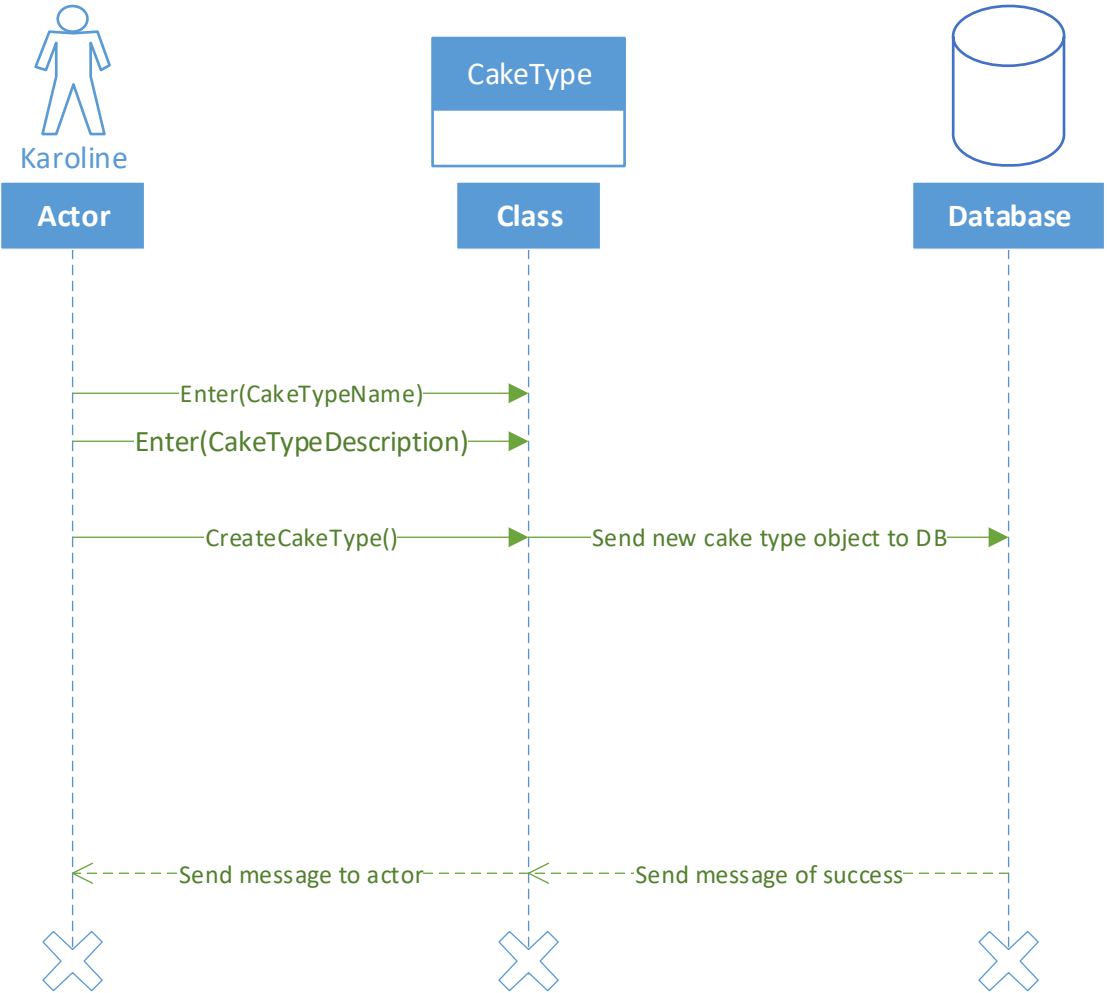 CakeType
Karoline
Actor
Class
Database
Enter(CakeTypeName)
Enter(CakeTypeDescription)
CreateCakeType()
Send new cake type object to DB
Send message to actor
Send message of success